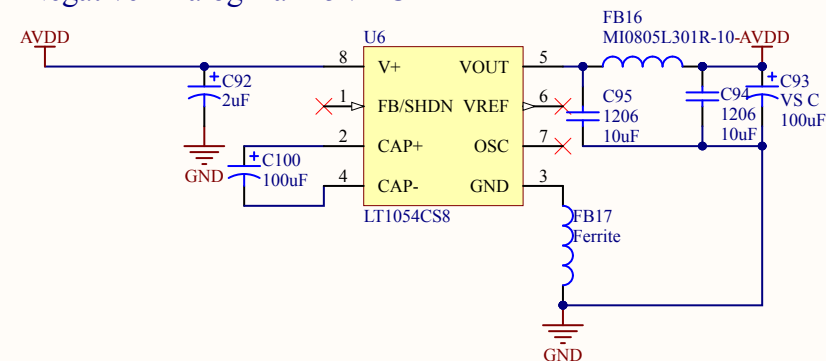 AVDD
U6
FB16
MI0805L301R-10
-AVDD
8 V+ VOUT 5
C92
2uF
1 FB/SHDN VREF 6
C95
1206
10uF
C94
1206
10uF
C93
VS C
100uF
2 CAP+ OSC 7
GND
C100
100uF
4 CAP- GND 3
LT1054CS8
FB17
Ferrite
GND